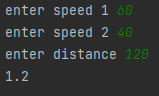 enter speed 1 60
enter speed 2 40
enter distance 120
1.2